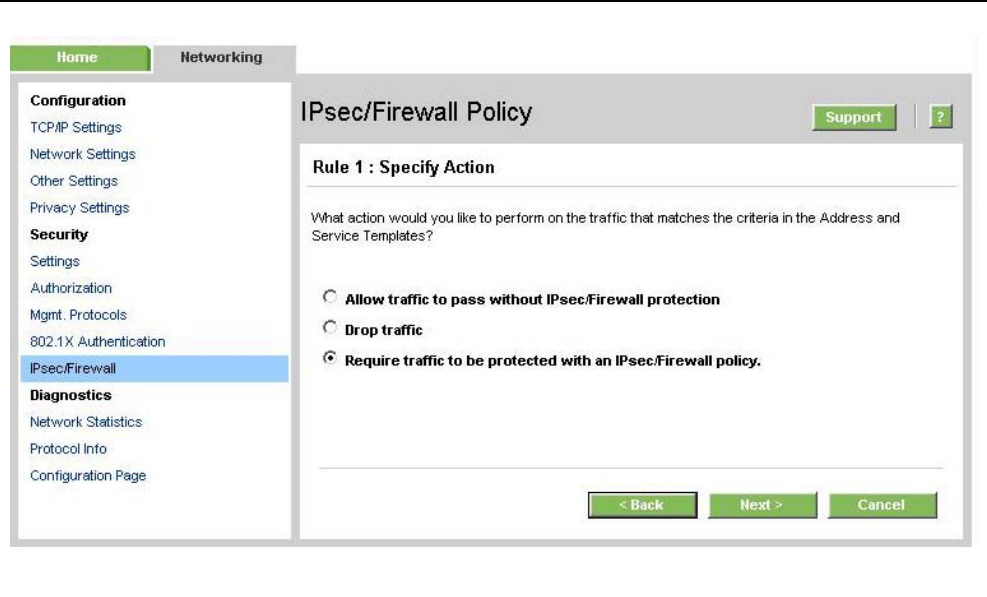 Home
Networking
Configuration
TCP/IP Settings
Network Settings
Other Settings
Privacy Settings
Security
Settings
Authorization
Mgmt. Protocols
802.1X Authentication
IPsec/Firewall
Diagnostics
Network Statistics
Protocol Info
Configuration Page
IPsec/Firewall Policy
Support
?
Rule 1 : Specify Action
What action would you like to perform on the traffic that matches the criteria in the Address and
Service Templates?
Allow traffic to pass without IPsec/Firewall protection
Drop traffic
Require traffic to be protected with an IPsec/Firewall policy.
< Back
Next >
Cancel